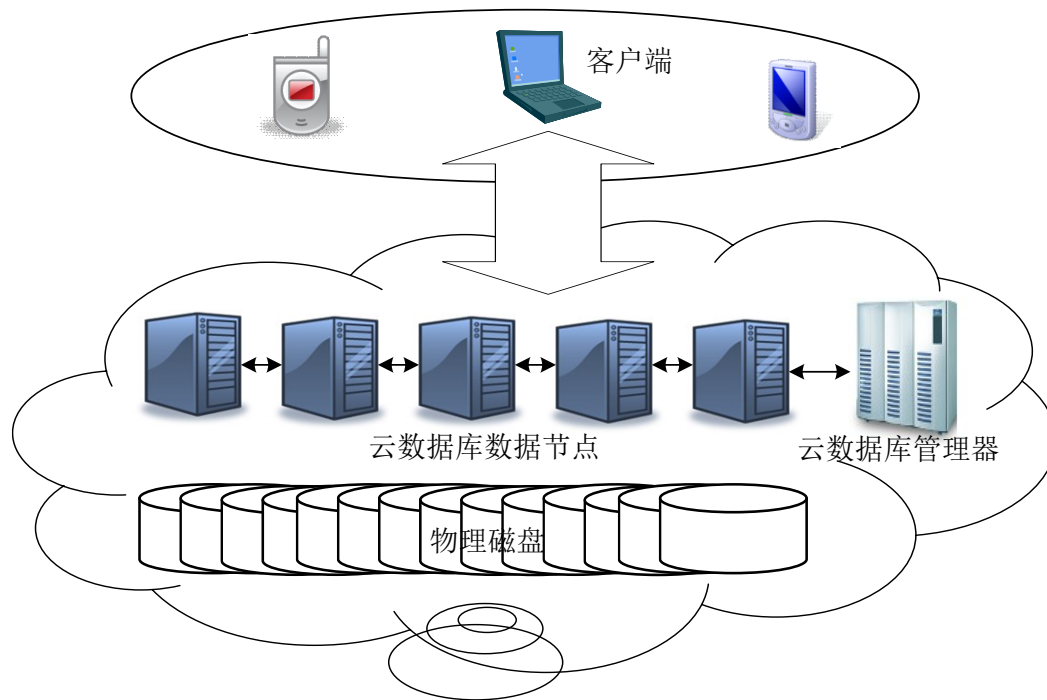 客户端
云数据库数据节点
云数据库管理器
物理磁盘